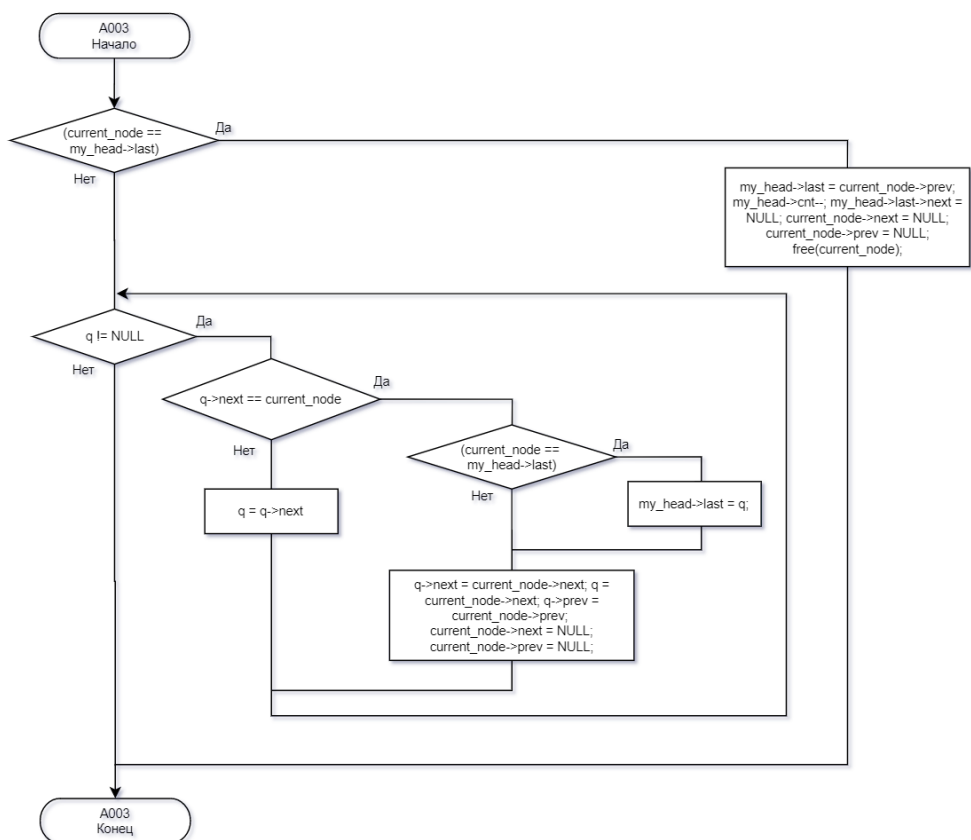 A003
Начало
(current_node ==
my_head->last)
Да
Нет
my_head->last = current_node->prev;
my_head->cnt--; my_head->last->next =
NULL; current_node->next = NULL;
current_node->prev = NULL;
free(current_node);
q != NULL
Да
Нет
q->next == current_node
Да
Нет
(current_node ==
my_head->last)
Да
Нет
q = q->next
my_head->last = q;
q->next = current_node->next; q =
current_node->next; q->prev =
current_node->prev;
current_node->next = NULL;
current_node->prev = NULL;
A003
Конец